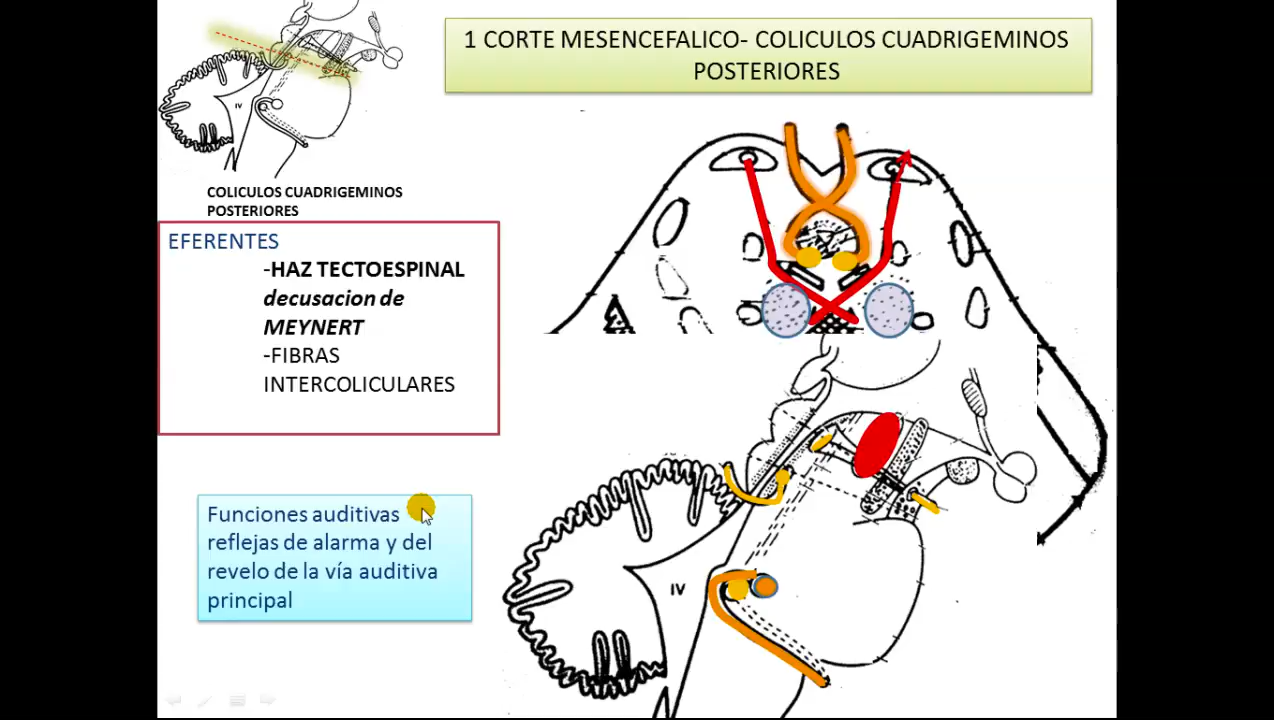 1 CORTE MESENCEFALICO- COLICULOS CUADRIGEMINOS
POSTERIORES
IV
COLICULOS CUADRIGEMINOS
POSTERIORES
EFERENTES
-HAZ TECTOESPINAL
decusacion de
MEYNERT
-FIBRAS
INTERCOLICULARES
Funciones auditivas
reflejas de alarma y del
revelo de la vía auditiva
principal
IV